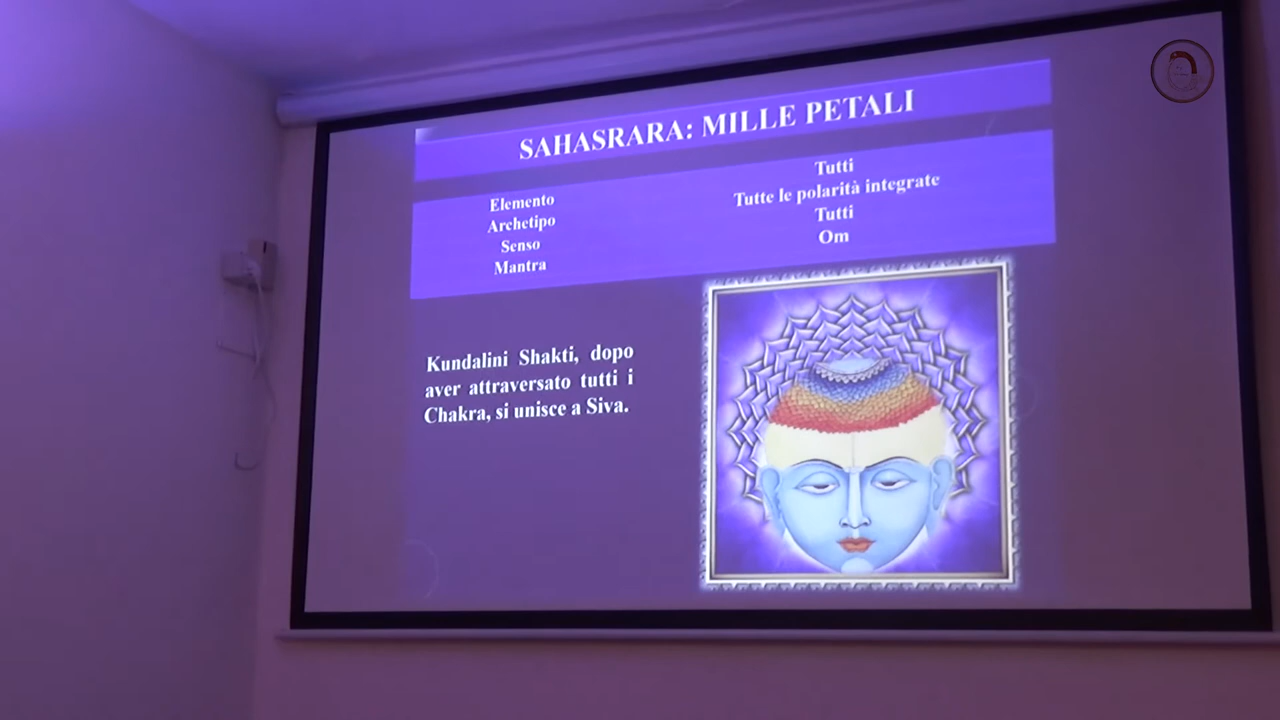 SAHASRARA: MILLE PETALI
Elemento Tutti
Archetipo Tutte le polarità integrate
Senso Tutti
Mantra Om
Kundalini Shakti, dopo
aver attraversato tutti i
Chakra, si unisce a Siva.